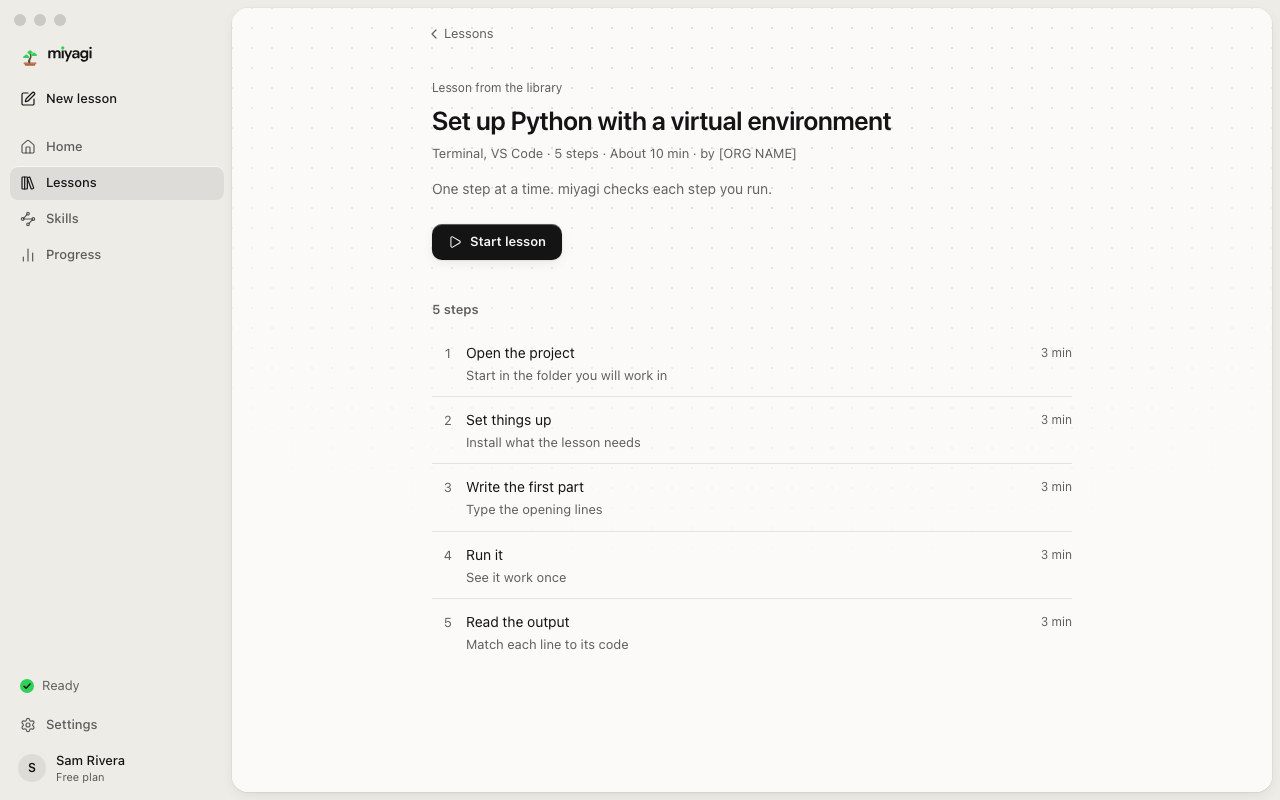 miyagi
New lesson
Home
Lessons
Skills
Progress
Ready
Settings
S
Sam Rivera
Free plan
Lessons
Lesson from the library
Set up Python with a virtual environment
Terminal, VS Code · 5 steps · About 10 min · by [ORG NAME]
One step at a time. miyagi checks each step you run.
Start lesson
5 steps
1 Open the project 3 min
Start in the folder you will work in
2 Set things up 3 min
Install what the lesson needs
3 Write the first part 3 min
Type the opening lines
4 Run it 3 min
See it work once
5 Read the output 3 min
Match each line to its code